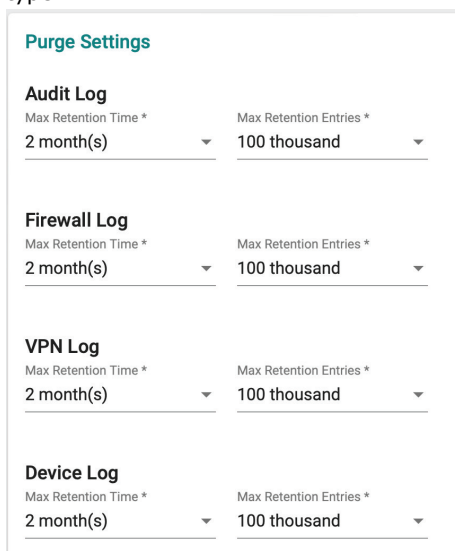 Purge Settings
Audit Log
Max Retention Time * Max Retention Entries *
2 month(s) 100 thousand
Firewall Log
Max Retention Time * Max Retention Entries *
2 month(s) 100 thousand
VPN Log
Max Retention Time * Max Retention Entries *
2 month(s) 100 thousand
Device Log
Max Retention Time * Max Retention Entries *
2 month(s) 100 thousand